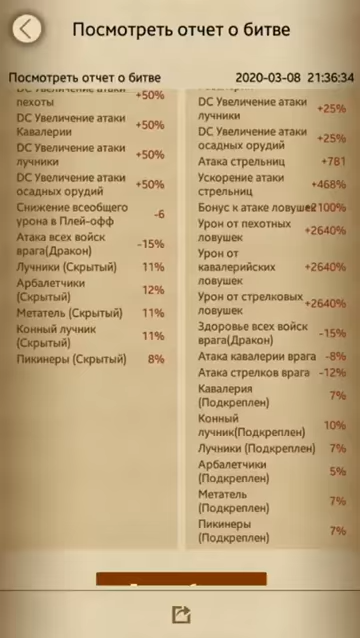 Посмотреть отчет о битве
Посмотреть отчет о битве 2020-03-08 21:36:34
DC Увеличение атаки
пехоты +50%
DC Увеличение атаки
Кавалерии +50%
DC Увеличение атаки
лучники +50%
DC Увеличение атаки
осадных орудий +50%
Снижение всеобщего
урона в Плей-офф -6
Атака всех войск
врага(Дракон) -15%
Лучники (Скрытый) 11%
Арбалетчики
(Скрытый) 12%
Метатель (Скрытый) 11%
Конный лучник
(Скрытый) 11%
Пикинеры (Скрытый) 8%
DC Увеличение атаки
лучники +25%
DC Увеличение атаки
осадных орудий +25%
Атака стрельниц +781
Ускорение атаки
стрельниц +468%
Бонус к атаке ловушек +2100%
Урон от пехотных
ловушек +2640%
Урон от
кавалерийских
ловушек +2640%
Урон от стрелковых
ловушек +2640%
Здоровье всех войск
врага(Дракон) -15%
Атака кавалерии врага -8%
Атака стрелков врага -12%
Кавалерия
(Подкреплен) 7%
Конный
лучник(Подкреплен) 10%
Лучники (Подкреплен) 7%
Арбалетчики
(Подкреплен) 5%
Метатель
(Подкреплен) 7%
Пикинеры
(Подкреплен) 7%